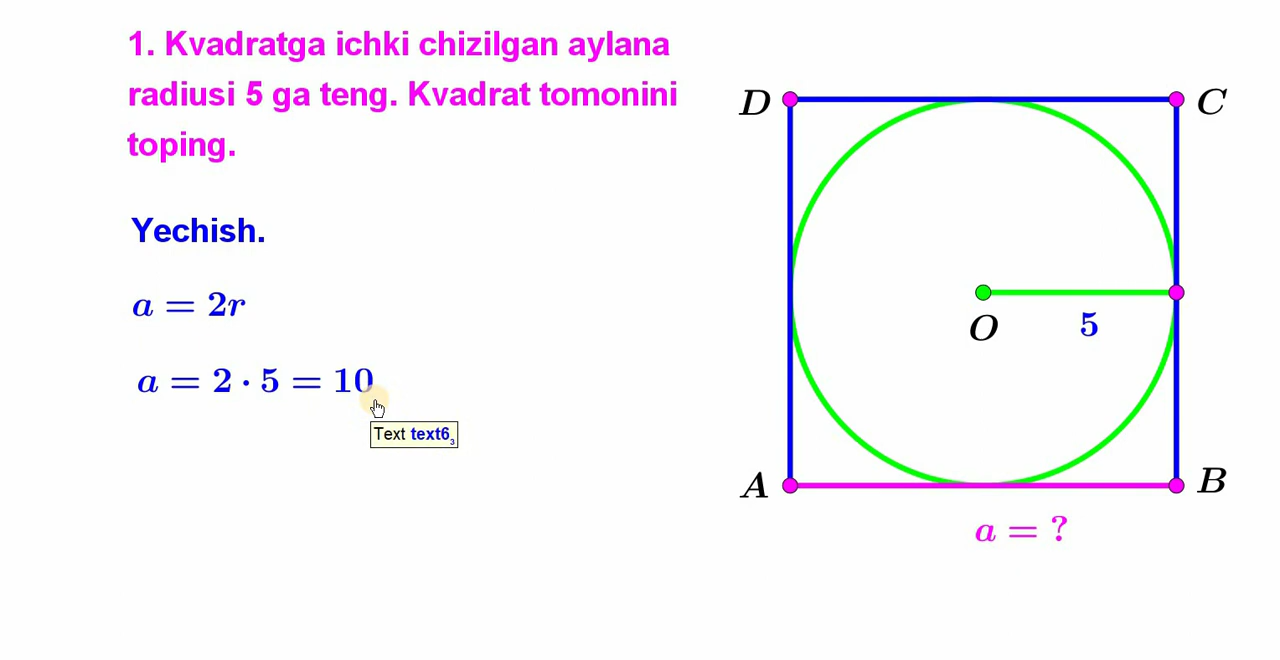 1. Kvadratga ichki chizilgan aylana
radiusi 5 ga teng. Kvadrat tomonini
toping.
Yechish.
a = 2r
a = 2 · 5 = 10
Text text6₃
D
C
O
5
A
B
a = ?